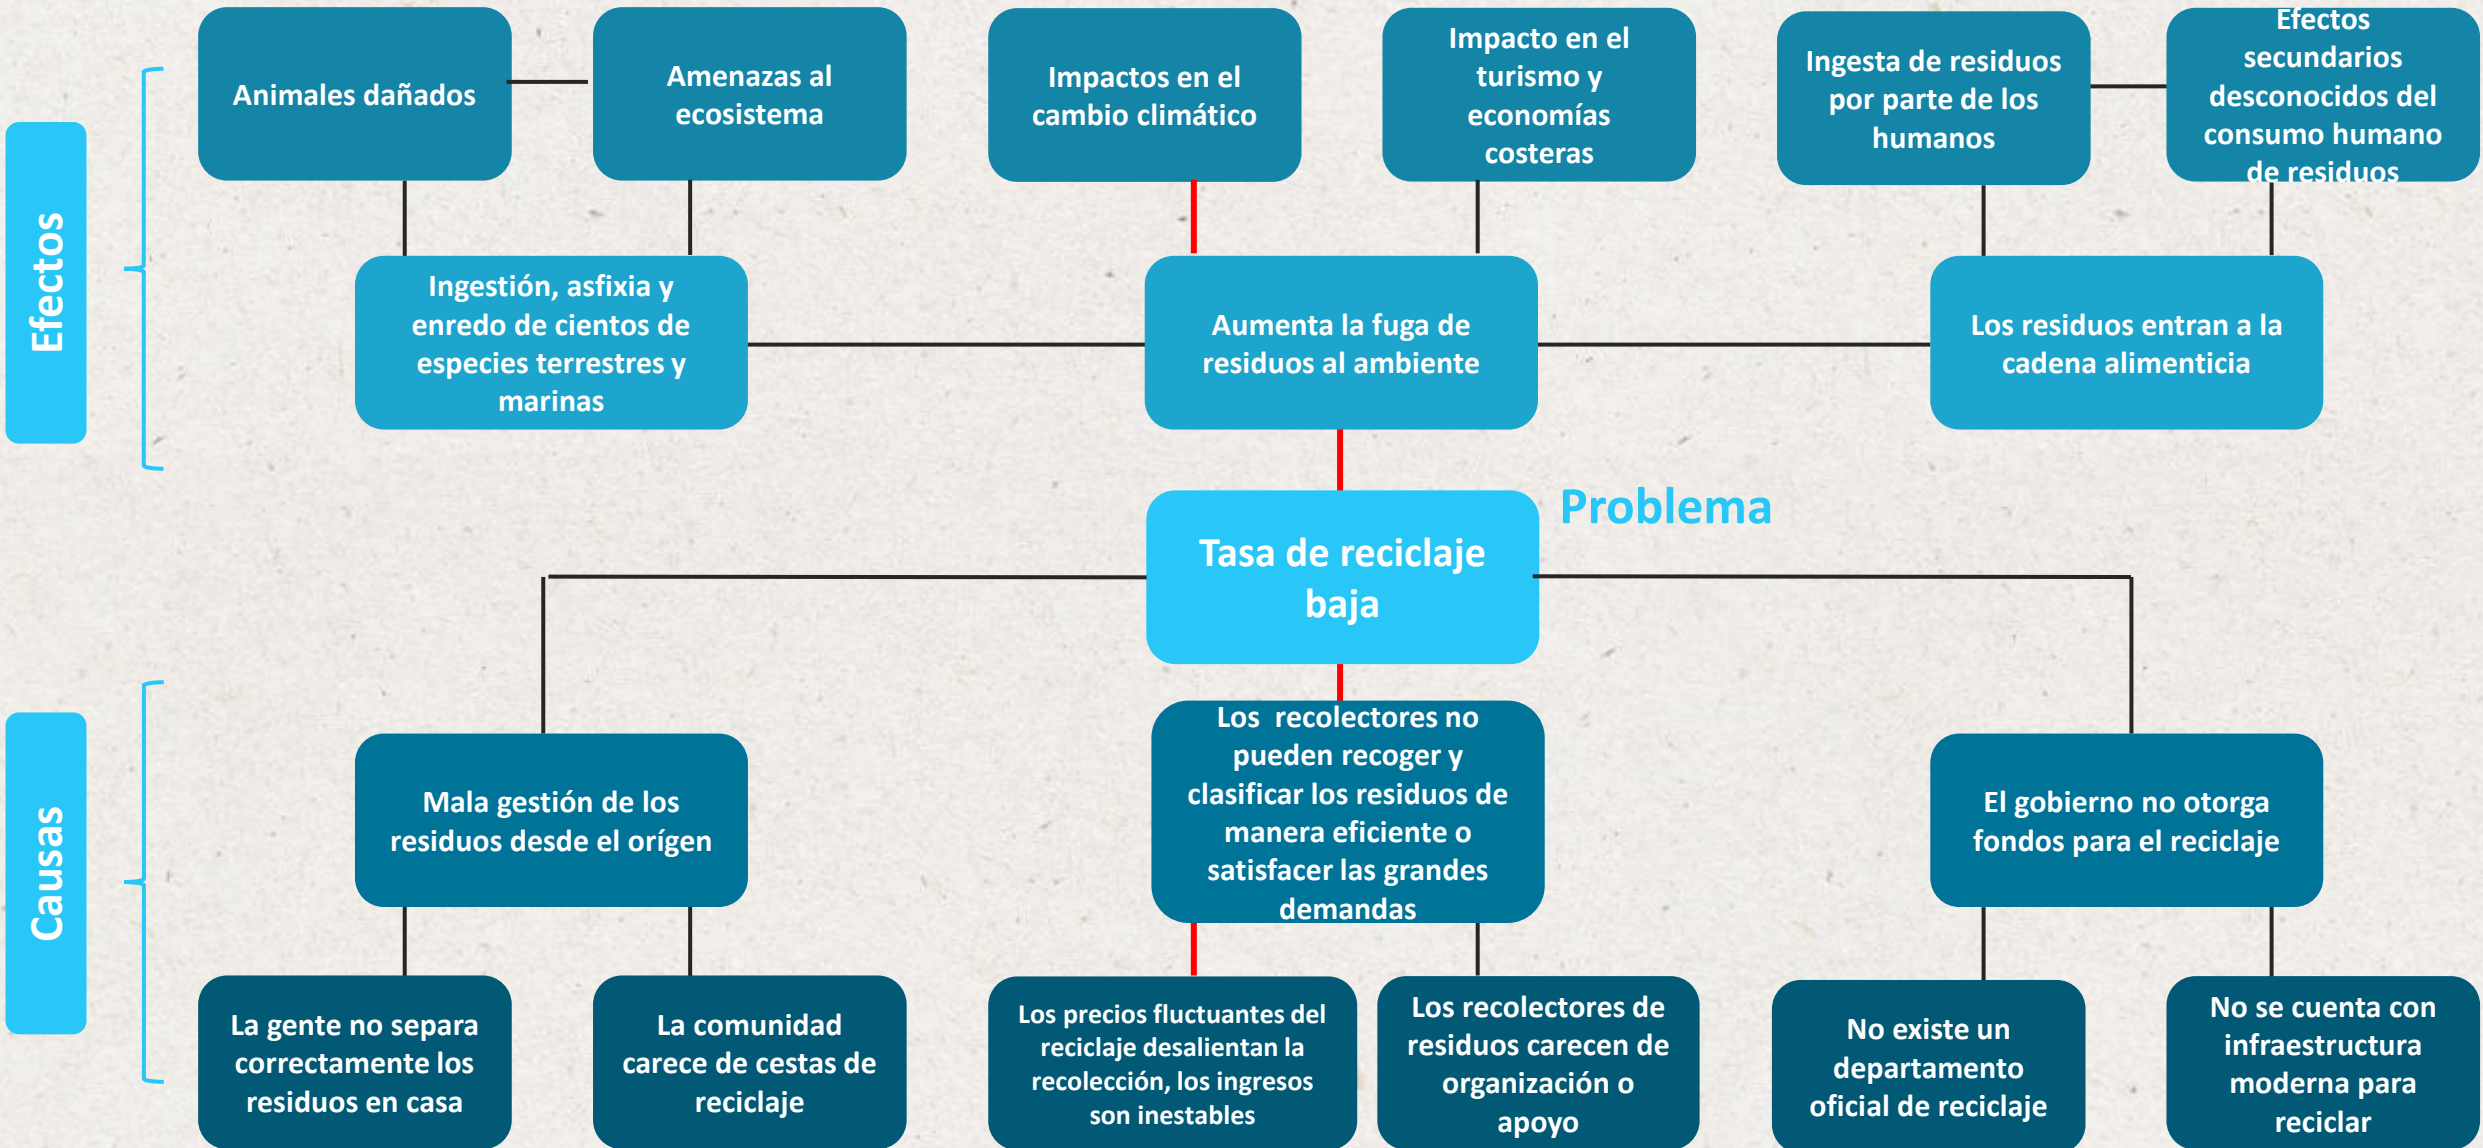 Efectos
Animales dañados
Amenazas al
ecosistema
Impactos en el
cambio climático
Impacto en el
turismo y
economías
costeras
Ingesta de residuos
por parte de los
humanos
Efectos
secundarios
desconocidos del
consumo humano
de residuos
Ingestión, asfixia y
enredo de cientos de
especies terrestres y
marinas
Aumenta la fuga de
residuos al ambiente
Los residuos entran a la
cadena alimenticia
Problema
Tasa de reciclaje
baja
Causas
Mala gestión de los
residuos desde el orígen
Los  recolectores no
pueden recoger y
clasificar los residuos de
manera eficiente o
satisfacer las grandes
demandas
El gobierno no otorga
fondos para el reciclaje
La gente no separa
correctamente los
residuos en casa
La comunidad
carece de cestas de
reciclaje
Los precios fluctuantes del
reciclaje desalientan la
recolección, los ingresos
son inestables
Los recolectores de
residuos carecen de
organización o
apoyo
No existe un
departamento
oficial de reciclaje
No se cuenta con
infraestructura
moderna para
reciclar